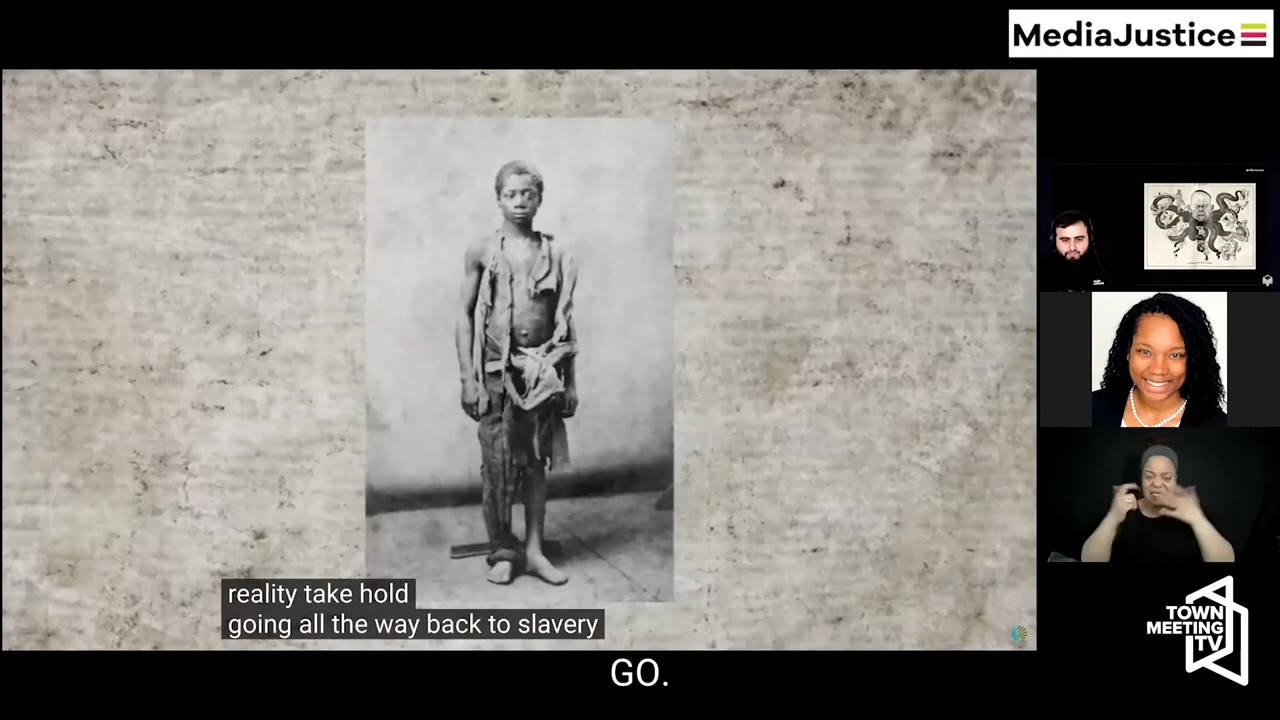 MediaJustice
reality take hold
going all the way back to slavery
GO.
TOWN
MEETING
TV